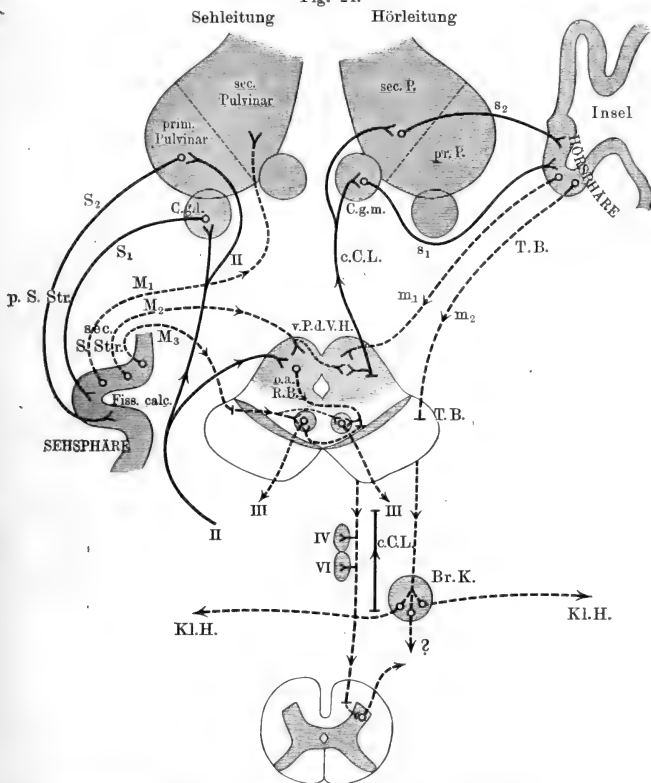 Fig. 21.
Sehleitung
Hörleitung
sec.
Pulvinar
prim.
Pulvinar
sec. P.
pr. P.
s2
Insel
HÖRSPHÄRE
C.g.l.
C.g.m.
S2
S1
II
c.C.L.
s1
T.B.
p. S. Str.
M1
M2
M3
sec.
S. Str.
v.P.d.V.H.
m1
m2
Fiss. calc.
p.a.
R.B.
T.B.
SEHSPHÄRE
III
III
II
IV
VI
c.C.L.
Br.K.
Kl.H.
Kl.H.
?